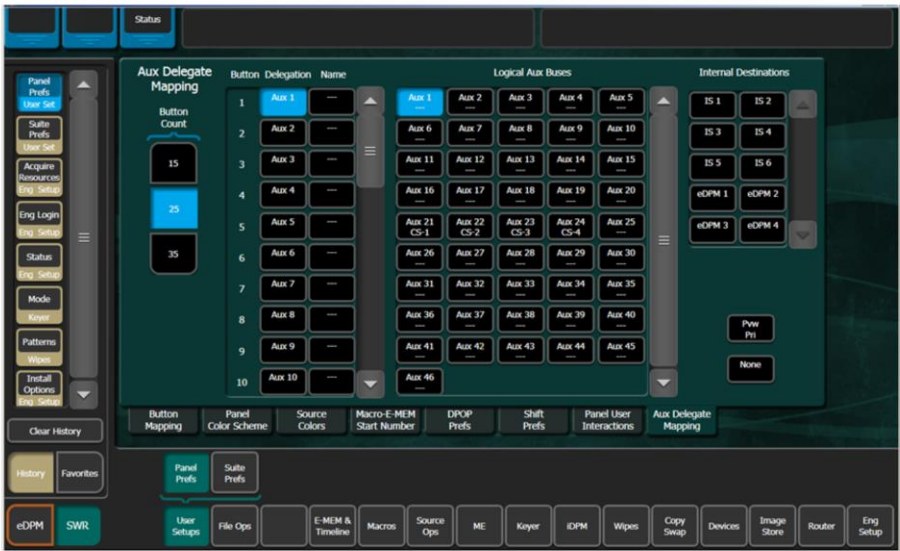 Status
Panel Prefs
User Set
Suite Prefs
User Set
Acquire Resources
Eng Setup
Eng Login
Eng Setup
Status
Eng Setup
Mode
Keyer
Patterns
Wipes
Install Options
Eng Setup
Clear History
History Favorites
eDPM SWR
Aux Delegate Mapping
Button Count
15
25
35
Button Delegation Name
1 Aux 1 ---
2 Aux 2 ---
3 Aux 3 ---
4 Aux 4 ---
5 Aux 5 ---
6 Aux 6 ---
7 Aux 7 ---
8 Aux 8 ---
9 Aux 9 ---
10 Aux 10 ---
Logical Aux Buses
Aux 1 --- Aux 2 --- Aux 3 --- Aux 4 --- Aux 5 ---
Aux 6 --- Aux 7 --- Aux 8 --- Aux 9 --- Aux 10 ---
Aux 11 --- Aux 12 --- Aux 13 --- Aux 14 --- Aux 15 ---
Aux 16 --- Aux 17 --- Aux 18 --- Aux 19 --- Aux 20 ---
Aux 21 CS-1 Aux 22 CS-2 Aux 23 CS-3 Aux 24 CS-4 Aux 25 ---
Aux 26 --- Aux 27 --- Aux 28 --- Aux 29 --- Aux 30 ---
Aux 31 --- Aux 32 --- Aux 33 --- Aux 34 --- Aux 35 ---
Aux 36 --- Aux 37 --- Aux 38 --- Aux 39 --- Aux 40 ---
Aux 41 --- Aux 42 --- Aux 43 --- Aux 44 --- Aux 45 ---
Aux 46 ---
Internal Destinations
IS 1 IS 2
IS 3 IS 4
IS 5 IS 6
eDPM 1 eDPM 2
eDPM 3 eDPM 4
Pvw Pri
None
Button Mapping
Panel Color Scheme
Source Colors
Macro-E-MEM Start Number
DPOP Prefs
Shift Prefs
Panel User Interactions
Aux Delegate Mapping
Panel Prefs
Suite Prefs
User Setups
File Ops
E-MEM & Timeline
Macros
Source Ops
ME
Keyer
iDPM
Wipes
Copy Swap
Devices
Image Store
Router
Eng Setup